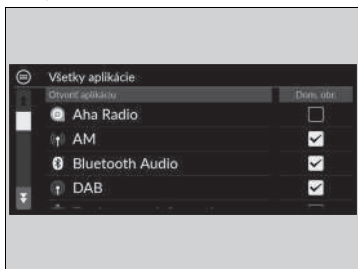 Všetky aplikácie
Otvoriť aplikáciu Dom. obr.
Aha Radio
AM
Bluetooth Audio
DAB